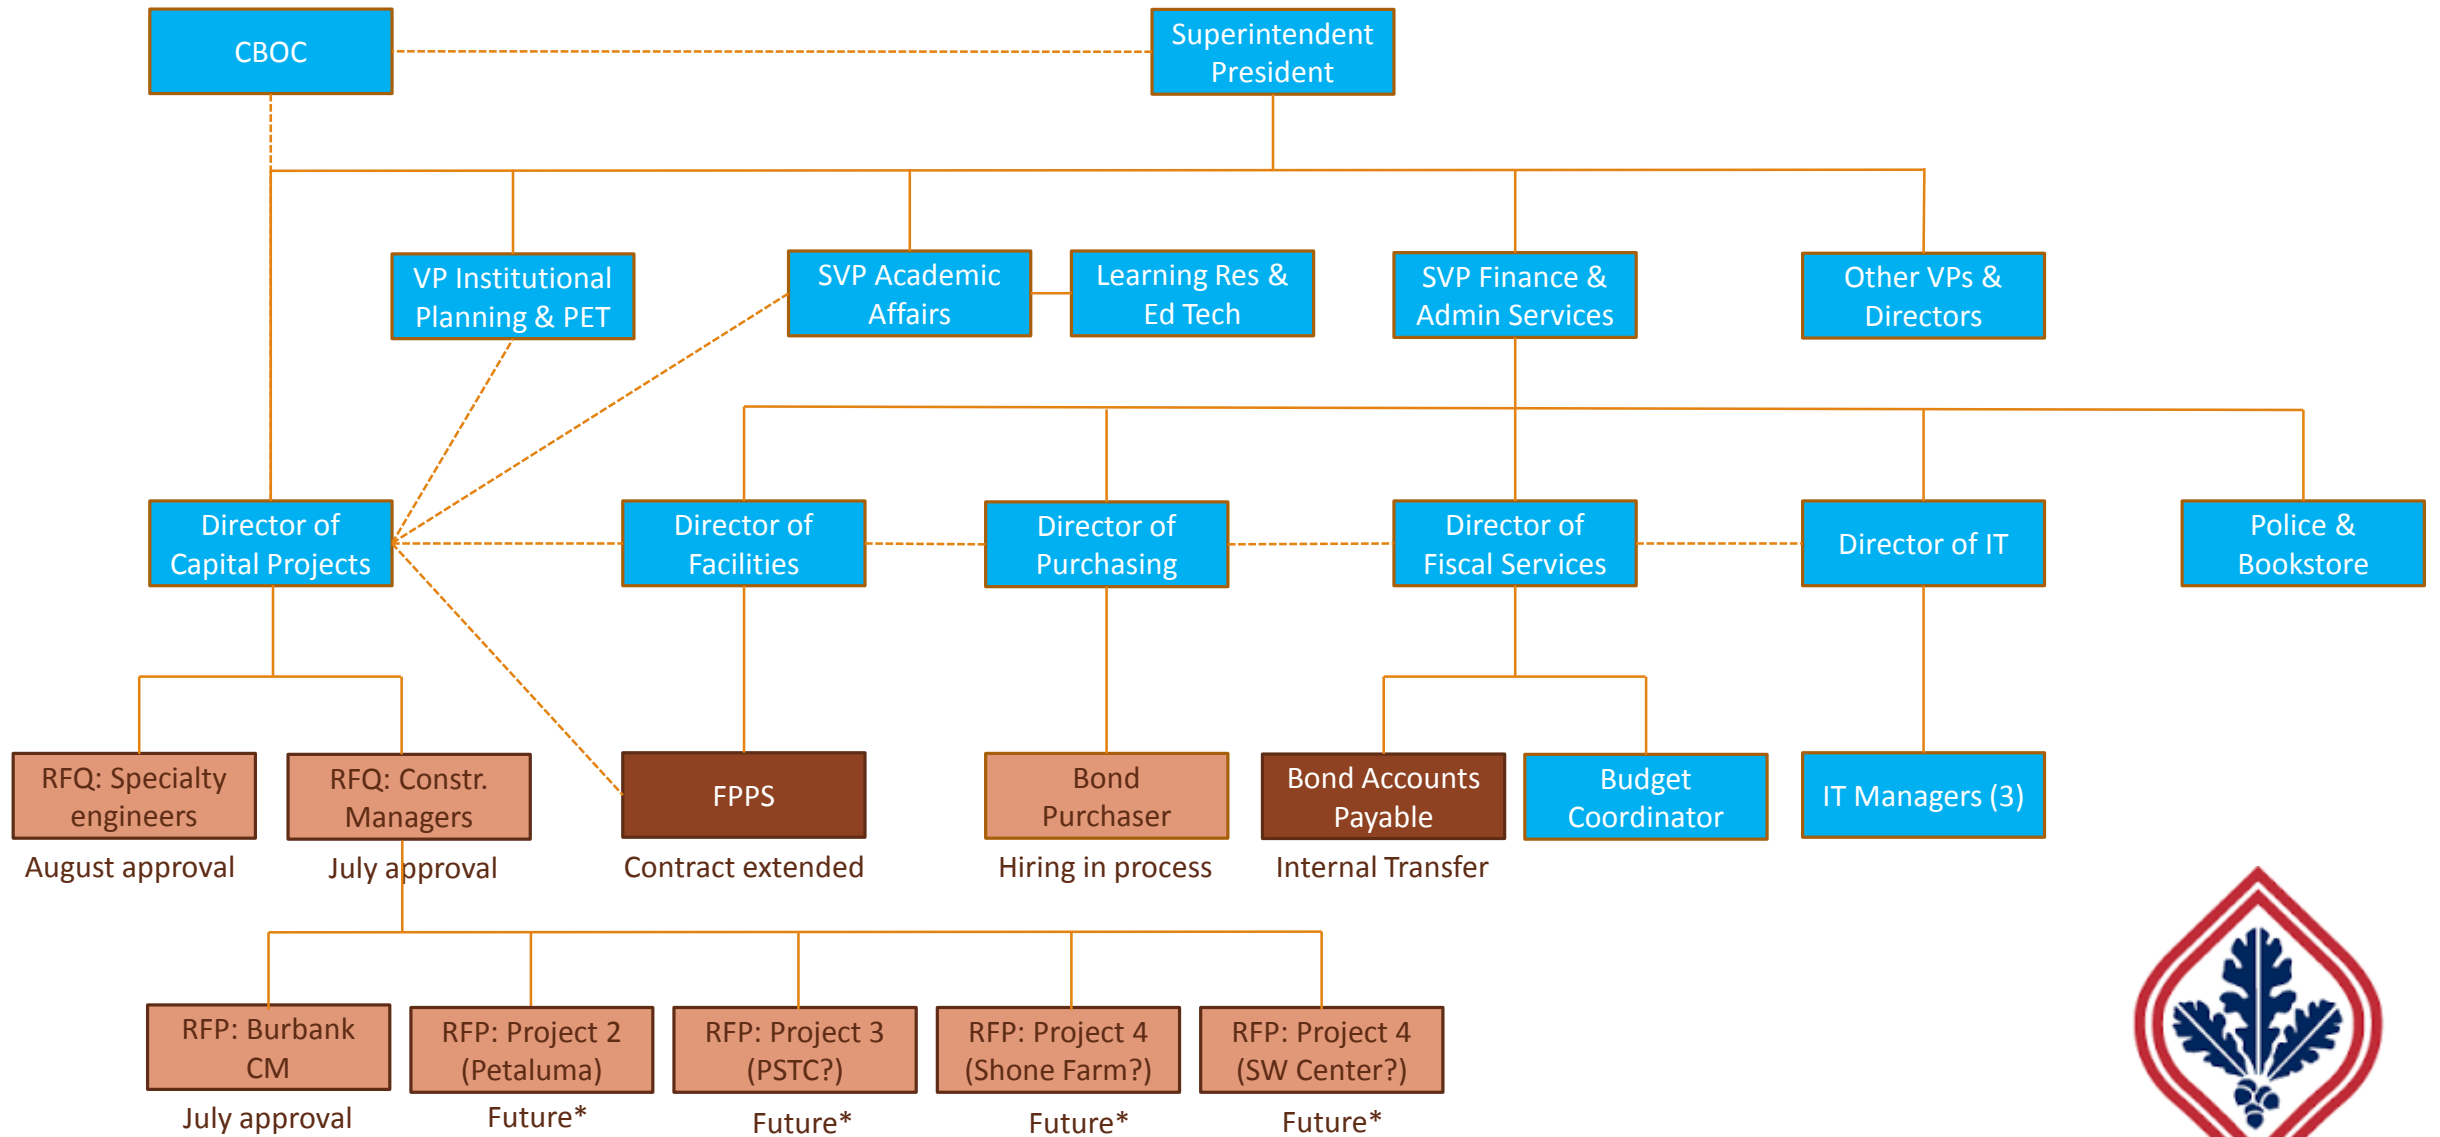 CBOC
Superintendent
President
VP Institutional
Planning & PET
SVP Academic
Affairs
Learning Res &
Ed Tech
SVP Finance &
Admin Services
Other VPs &
Directors
Director of
Capital Projects
Director of
Facilities
Director of
Purchasing
Director of
Fiscal Services
Director of IT
Police &
Bookstore
RFQ: Specialty
engineers
August approval
RFQ: Constr.
Managers
July approval
FPPS
Contract extended
Bond
Purchaser
Hiring in process
Bond Accounts
Payable
Internal Transfer
Budget
Coordinator
IT Managers (3)
RFP: Burbank
CM
July approval
RFP: Project 2
(Petaluma)
Future*
RFP: Project 3
(PSTC?)
Future*
RFP: Project 4
(Shone Farm?)
Future*
RFP: Project 4
(SW Center?)
Future*